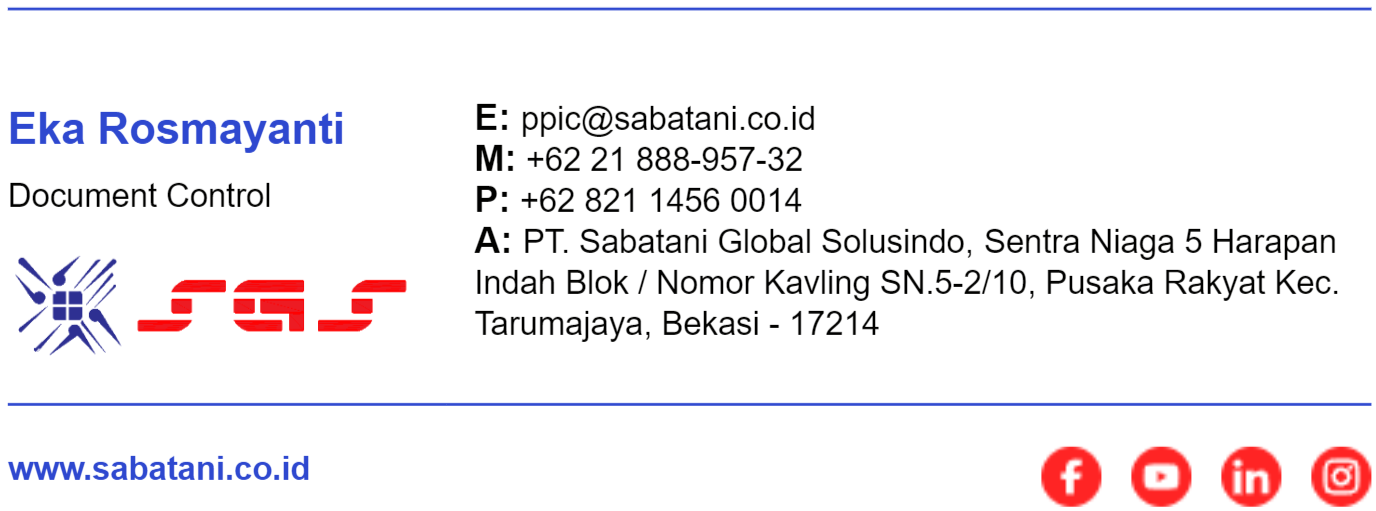 Eka Rosmayanti
Document Control
SGS
E: ppic@sabatani.co.id
M: +62 21 888-957-32
P: +62 821 1456 0014
A: PT. Sabatani Global Solusindo, Sentra Niaga 5 Harapan
Indah Blok / Nomor Kavling SN.5-2/10, Pusaka Rakyat Kec.
Tarumajaya, Bekasi - 17214
www.sabatani.co.id